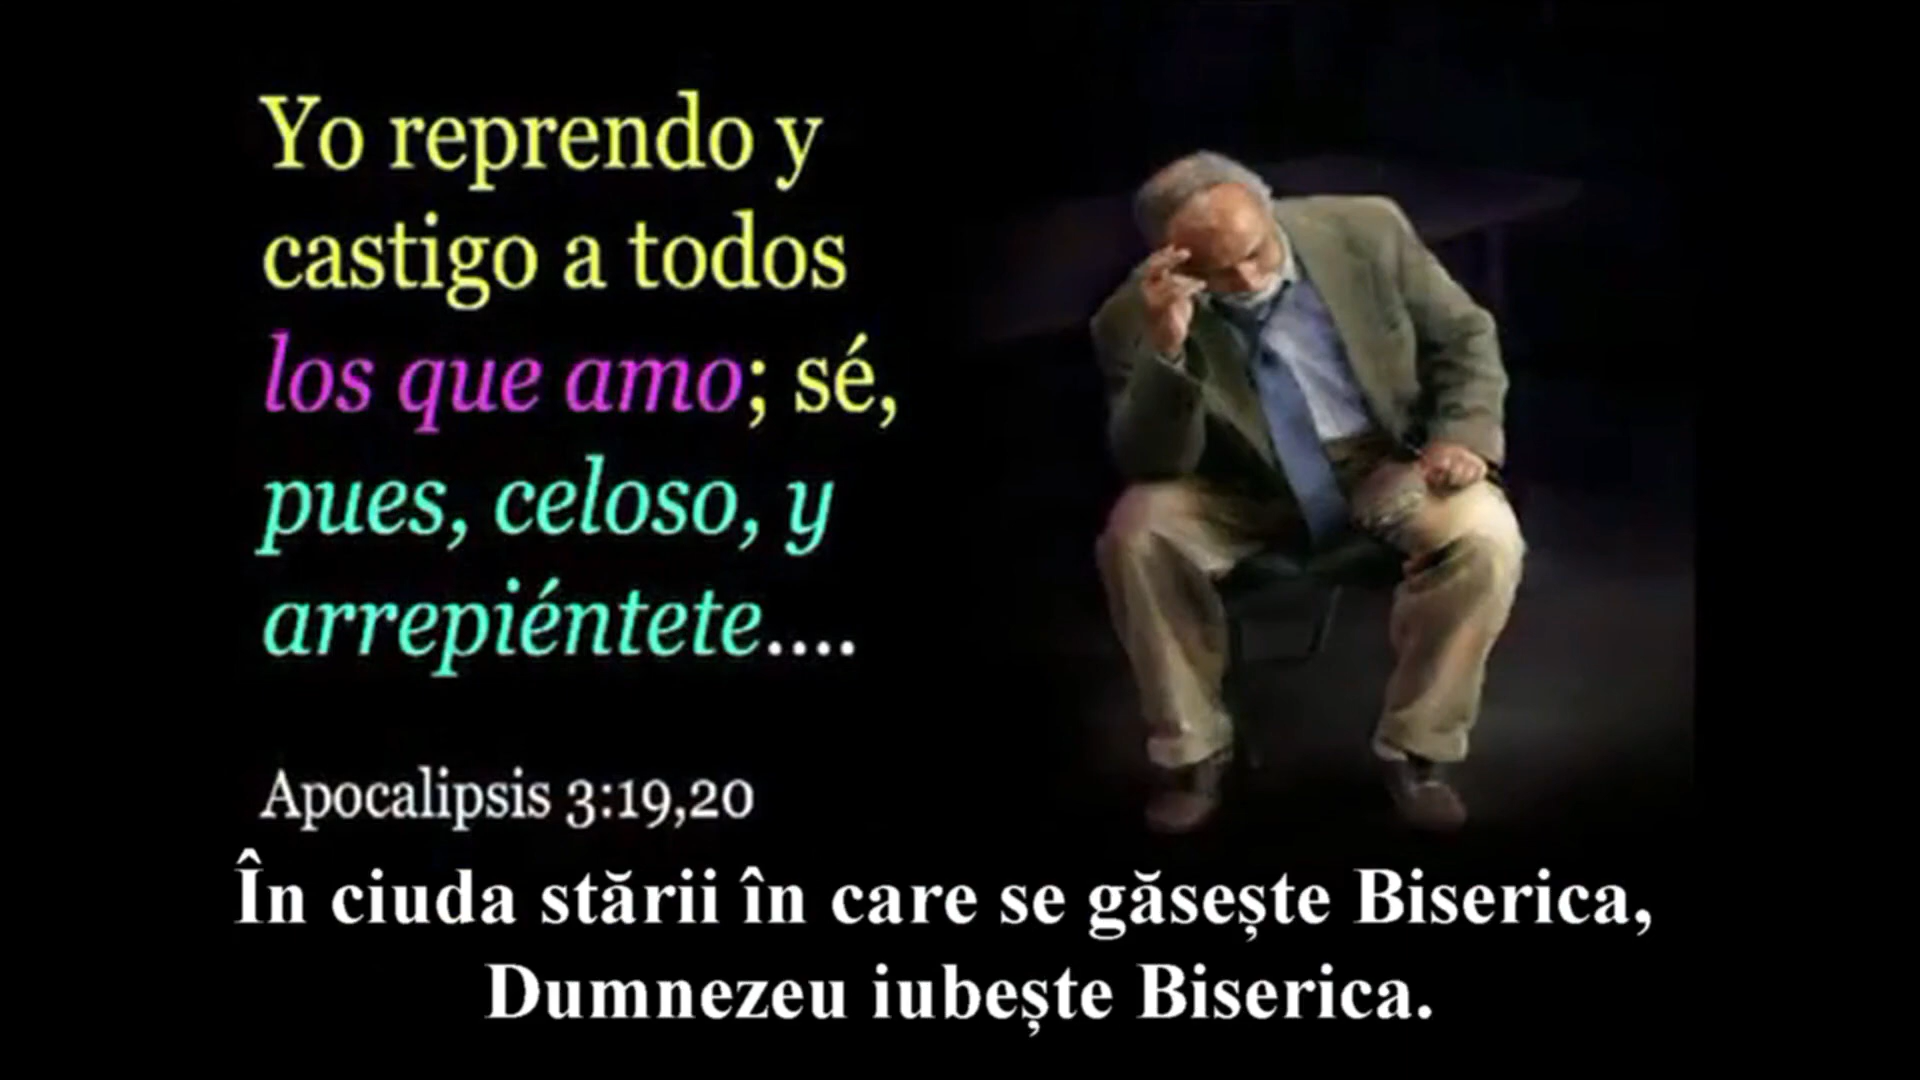 Yo reprendo y
castigo a todos
los que amo; sé,
pues, celoso, y
arrepiéntete....
Apocalipsis 3:19,20
În ciuda stării în care se găsește Biserica,
Dumnezeu iubește Biserica.